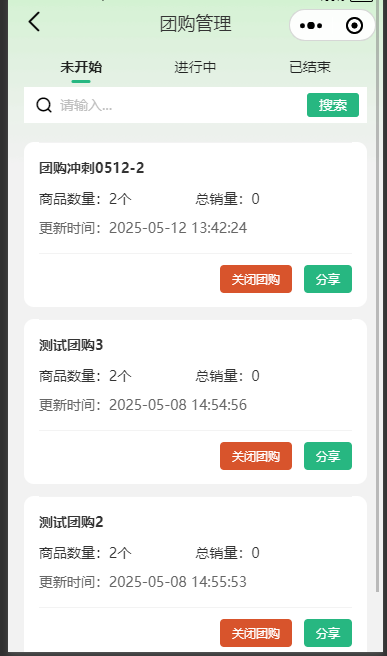 团购管理
未开始 进行中 已结束
请输入... 搜索
团购冲刺0512-2
商品数量：2个 总销量：0
更新时间：2025-05-12 13:42:24
关闭团购 分享
测试团购3
商品数量：2个 总销量：0
更新时间：2025-05-08 14:54:56
关闭团购 分享
测试团购2
商品数量：2个 总销量：0
更新时间：2025-05-08 14:55:53
关闭团购 分享